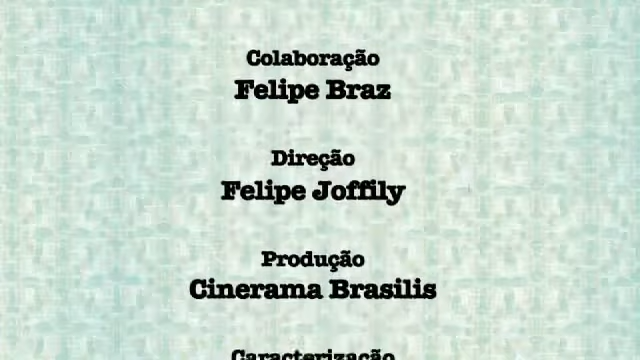 Colaboração
Felipe Braz
Direção
Felipe Joffily
Produção
Cinerama Brasilis
Caracterização